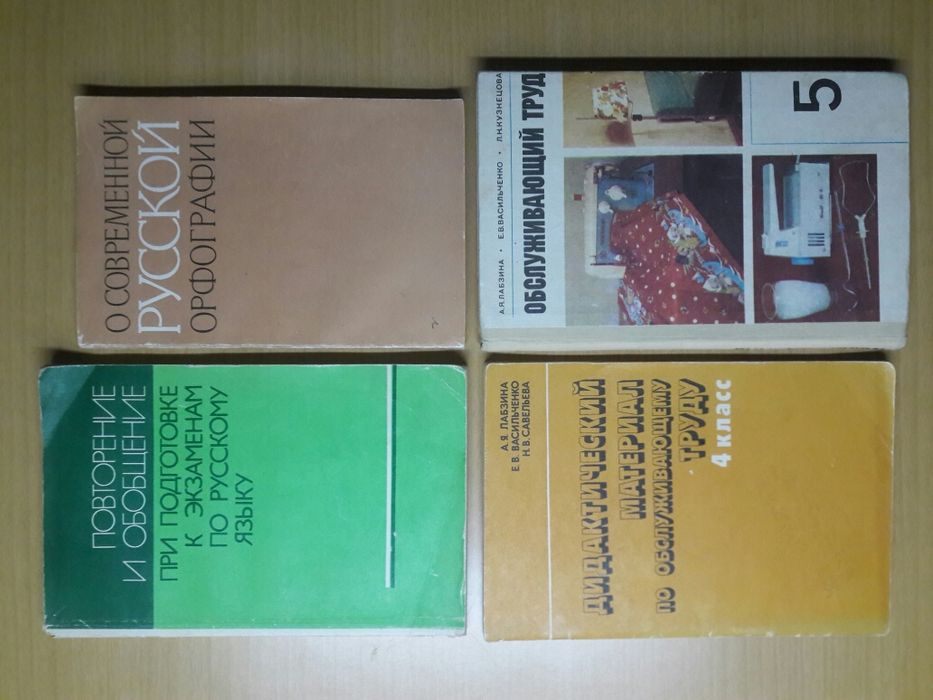 О СОВРЕМЕННОЙ
РУССКОЙ
ОРФОГРАФИИ
А.Я.ЛАБЗИНА • Е.В.ВАСИЛЬЧЕНКО • Л.Н.КУЗНЕЦОВА
ОБСЛУЖИВАЮЩИЙ ТРУД
5
ПОВТОРЕНИЕ
И ОБОБЩЕНИЕ
ПРИ ПОДГОТОВКЕ
К ЭКЗАМЕНАМ
ПО РУССКОМУ
ЯЗЫКУ
А. Я. ЛАБЗИНА
Е. В. ВАСИЛЬЧЕНКО
Н. В. САВЕЛЬЕВА
ДИДАКТИЧЕСКИЙ
МАТЕРИАЛ
ПО ОБСЛУЖИВАЮЩЕМУ
ТРУДУ
4 класс